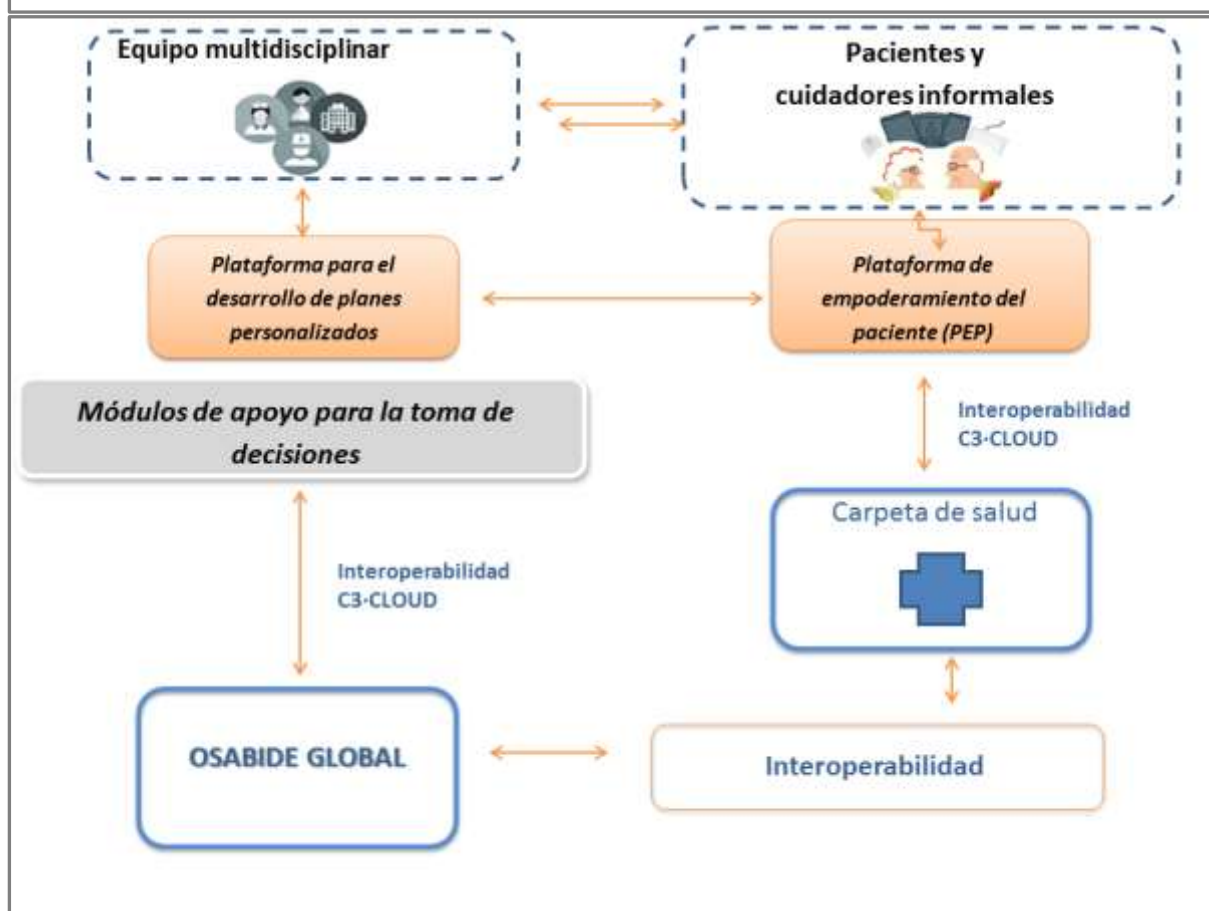 Equipo multidisciplinar
Pacientes y
cuidadores informales
Plataforma para el
desarrollo de planes
personalizados
Plataforma de
empoderamiento del
paciente (PEP)
Módulos de apoyo para la toma de
decisiones
Interoperabilidad
C3-CLOUD
Carpeta de salud
Interoperabilidad
C3-CLOUD
OSABIDE GLOBAL
Interoperabilidad